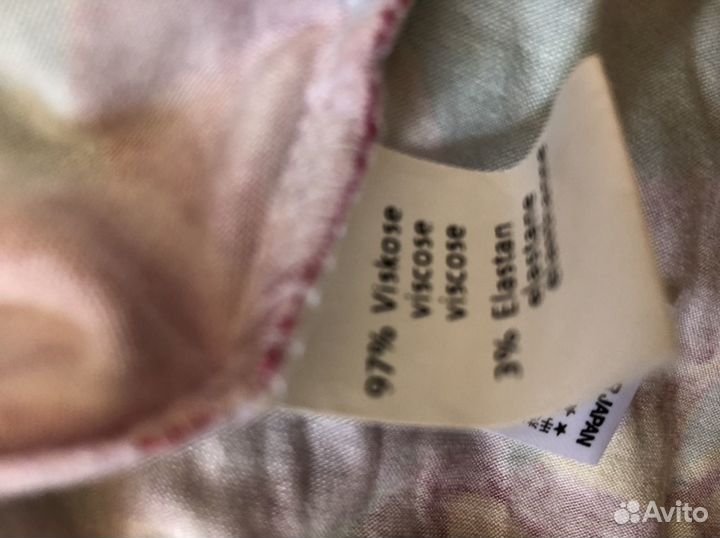 97% Viskose
viscose
viscose
3% Elastan
elastane
JAPAN
Avito